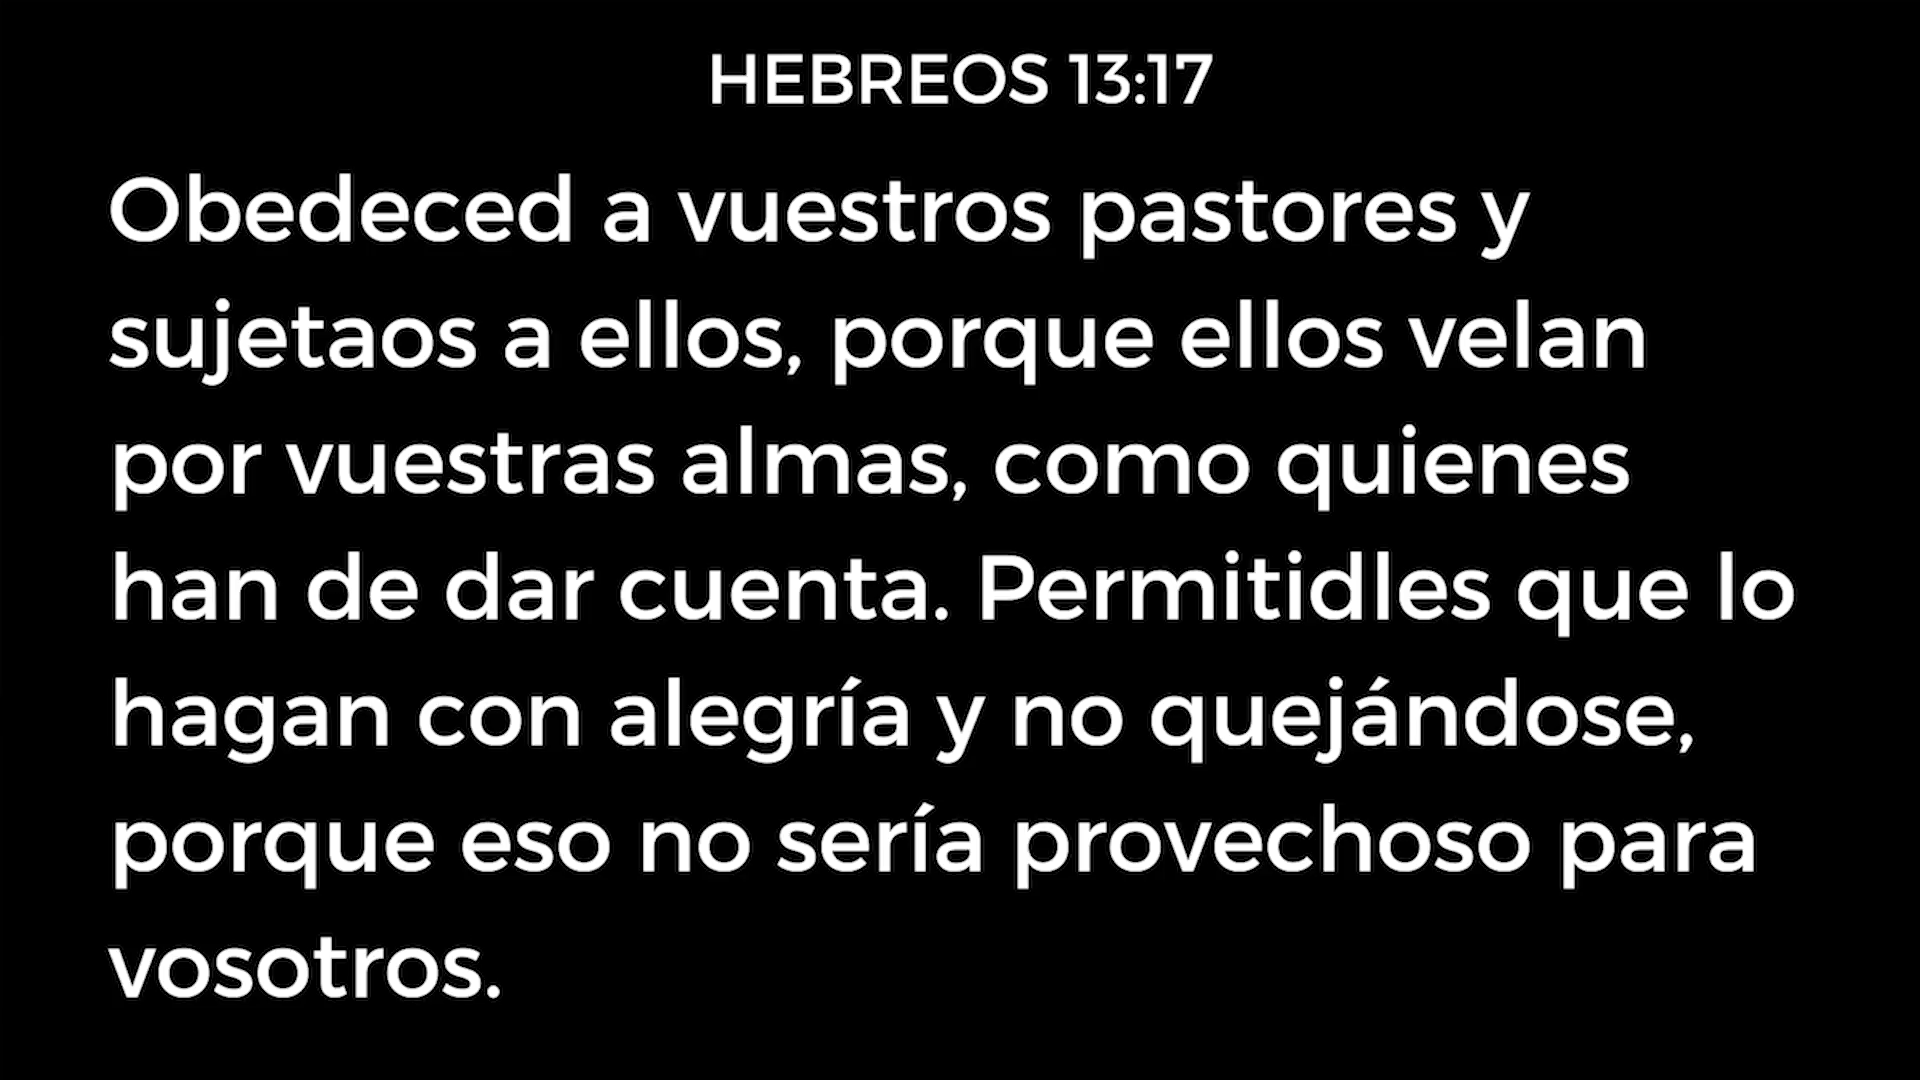 HEBREOS 13:17
Obedeced a vuestros pastores y
sujetaos a ellos, porque ellos velan
por vuestras almas, como quienes
han de dar cuenta. Permitidles que lo
hagan con alegría y no quejándose,
porque eso no sería provechoso para
vosotros.